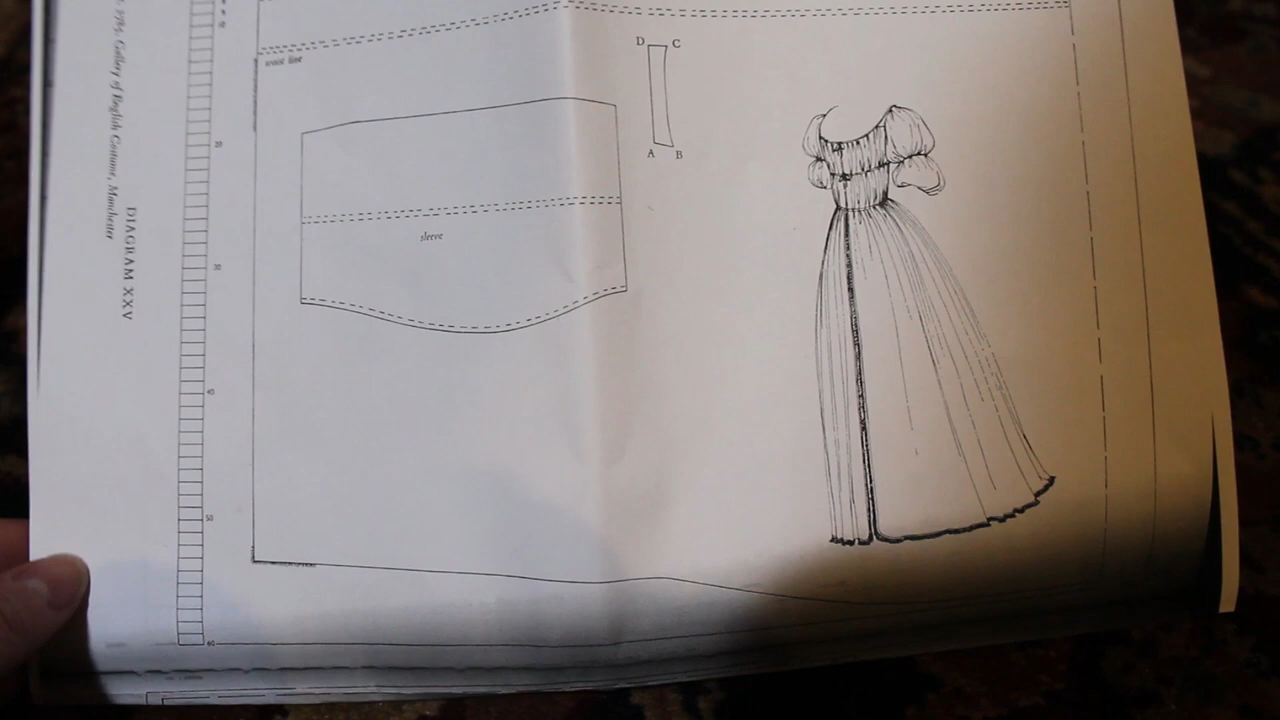 Gallery of English Costume, Manchester
DIAGRAM XXV
waist line
D C
A B
sleeve
20
30
40
50
60